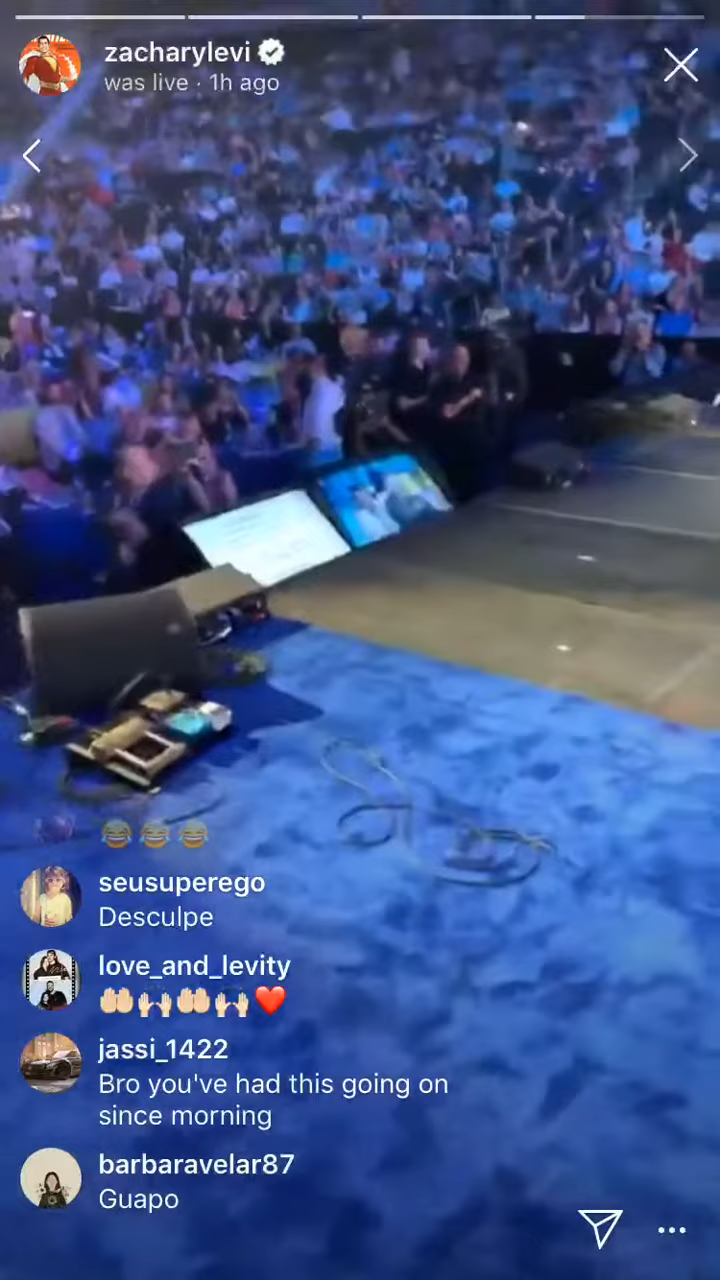 zacharylevi
was live · 1h ago
😂 😂 😂
seusuperego
Desculpe
love_and_levity
🤲🏻🙌🏻🤲🏻🙌🏻❤️
jassi_1422
Bro you've had this going on
since morning
barbaravelar87
Guapo